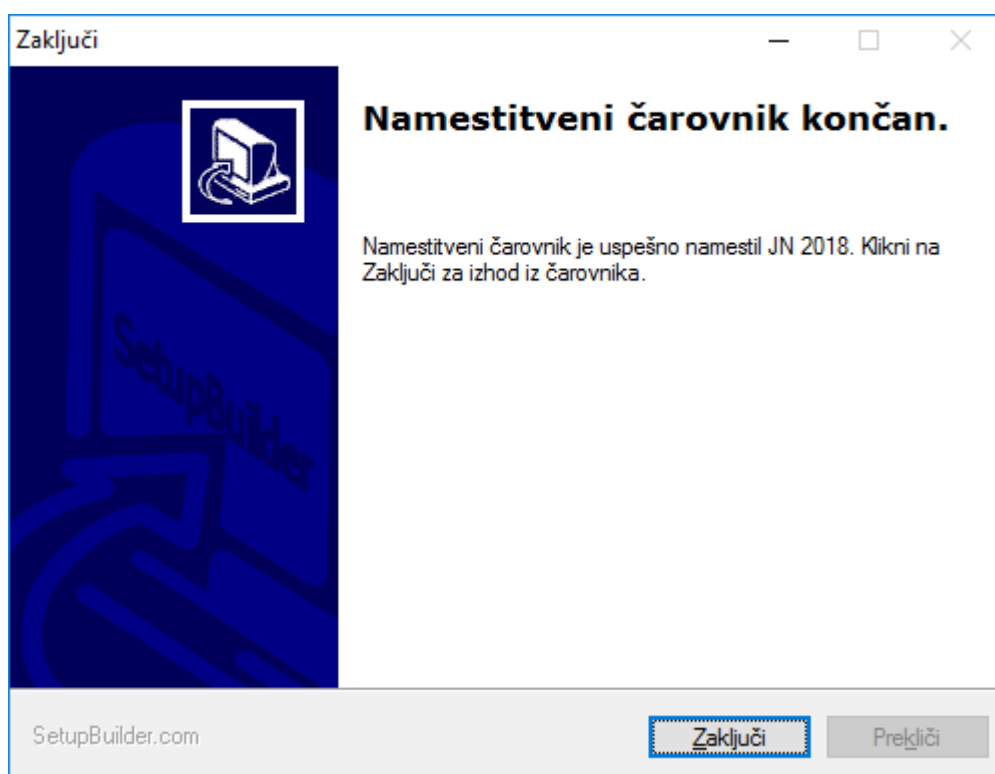 Zaključi
Namestitveni čarovnik končan.
Namestitveni čarovnik je uspešno namestil JN 2018. Klikni na
Zaključi za izhod iz čarovnika.
SetupBuilder
SetupBuilder.com
Zaključi
Prekliči